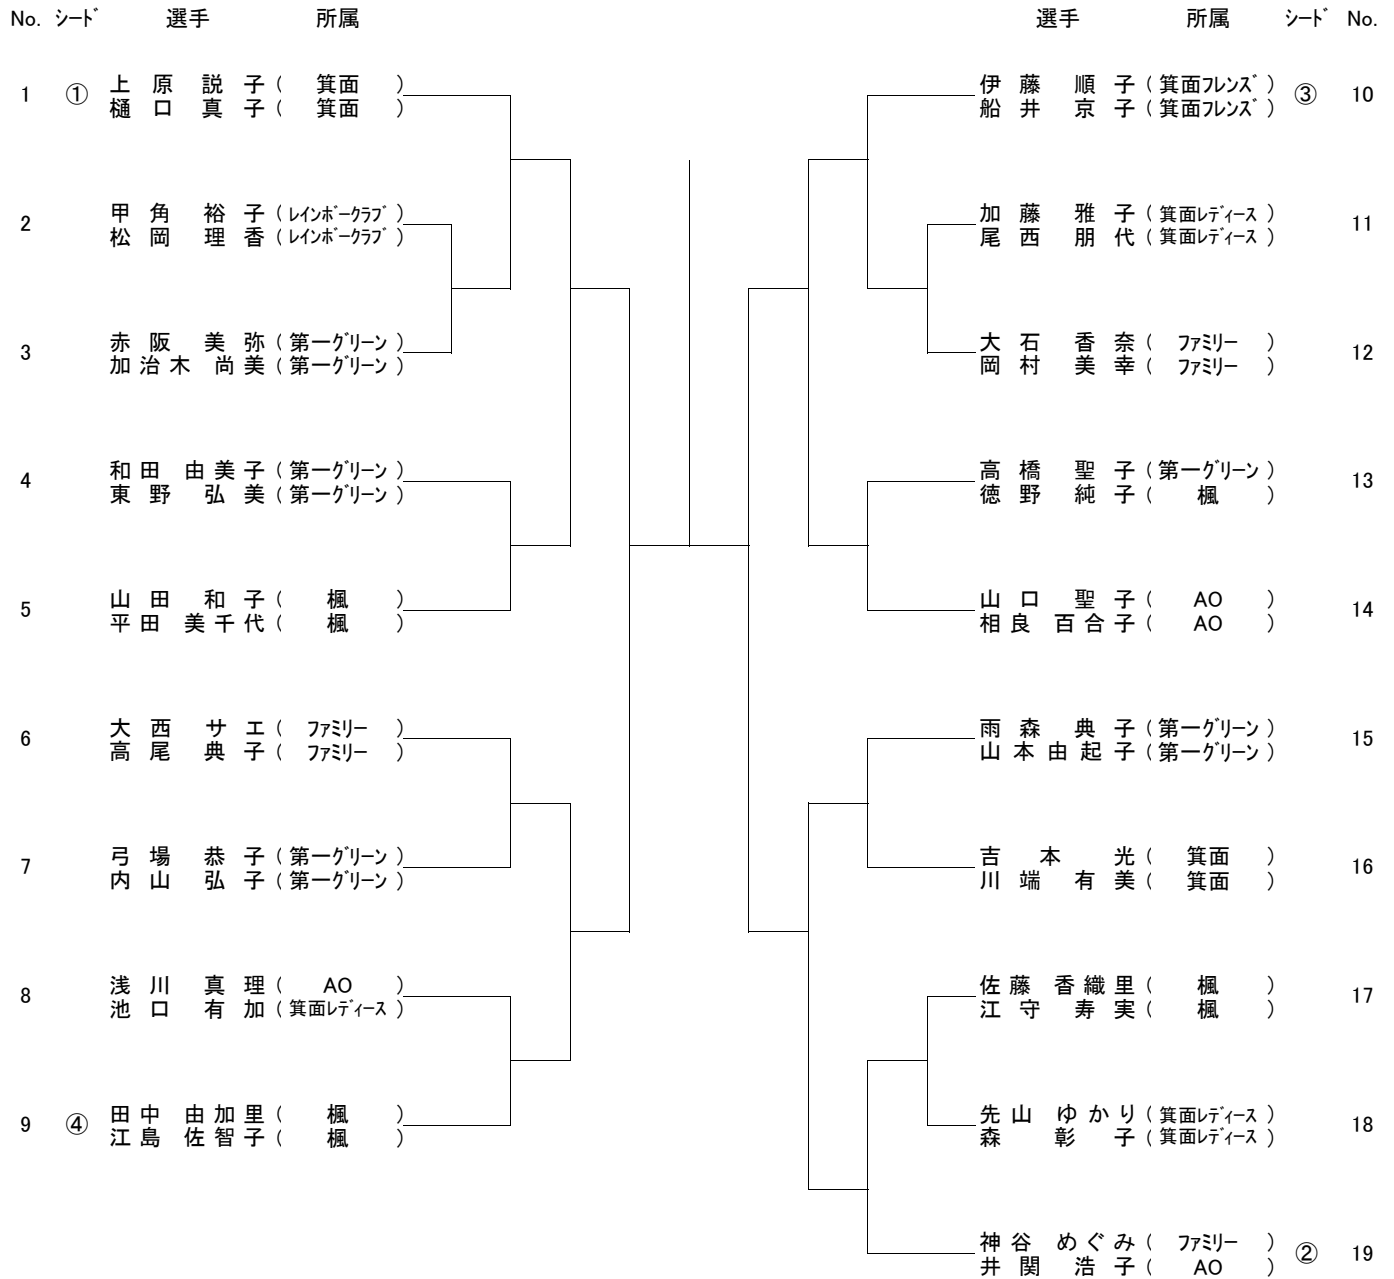 No. シード 選手 所属 選手 所属 シード No.
1 ① 上原説子(箕面)
樋口真子(箕面)
2 甲角裕子(レインボークラブ)
松岡理香(レインボークラブ)
3 赤阪美弥(第一グリーン)
加治木尚美(第一グリーン)
4 和田由美子(第一グリーン)
東野弘美(第一グリーン)
5 山田和子(楓)
平田美千代(楓)
6 大西サエ(ファミリー)
高尾典子(ファミリー)
7 弓場恭子(第一グリーン)
内山弘子(第一グリーン)
8 浅川真理(AO)
池口有加(箕面レディース)
9 ④ 田中由加里(楓)
江島佐智子(楓)
伊藤順子(箕面フレンズ) ③ 10
船井京子(箕面フレンズ)
加藤雅子(箕面レディース) 11
尾西朋代(箕面レディース)
大石香奈(ファミリー) 12
岡村美幸(ファミリー)
高橋聖子(第一グリーン) 13
徳野純子(楓)
山口聖子(AO) 14
相良百合子(AO)
雨森典子(第一グリーン) 15
山本由起子(第一グリーン)
吉本光(箕面) 16
川端有美(箕面)
佐藤香織里(楓) 17
江守寿実(楓)
先山ゆかり(箕面レディース) 18
森彰子(箕面レディース)
神谷めぐみ(ファミリー) ② 19
井関浩子(AO)